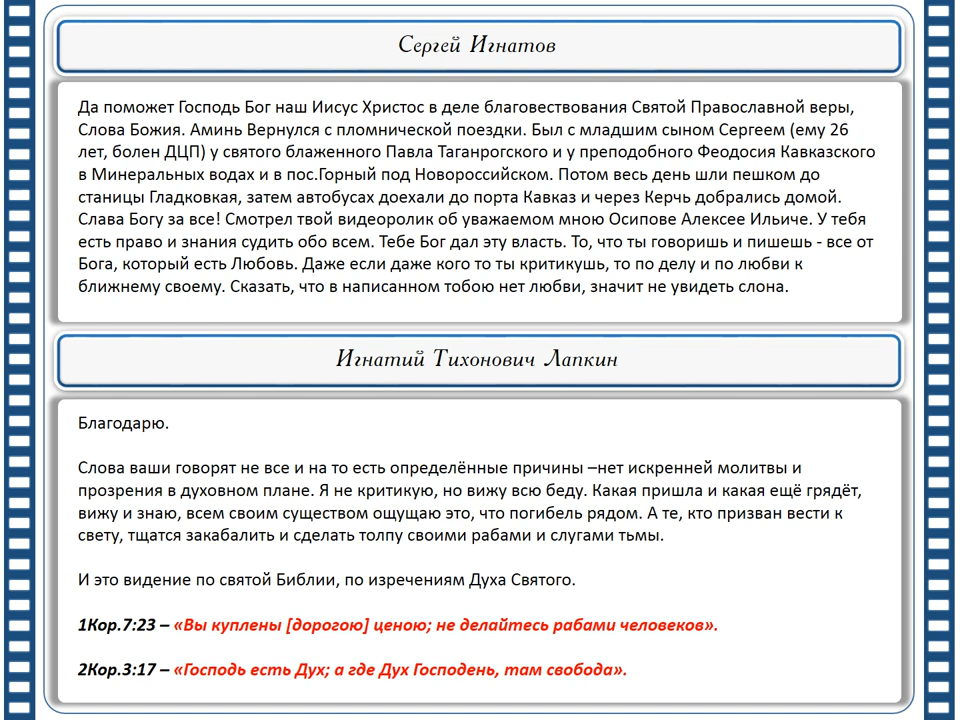 Сергей Игнатов
Да поможет Господь Бог наш Иисус Христос в деле благовествования Святой Православной веры,
Слова Божия. Аминь Вернулся с пломнической поездки. Был с младшим сыном Сергеем (ему 26
лет, болен ДЦП) у святого блаженного Павла Таганрогского и у преподобного Феодосия Кавказского
в Минеральных водах и в пос.Горный под Новороссийском. Потом весь день шли пешком до
станицы Гладковкая, затем автобусах доехали до порта Кавказ и через Керчь добрались домой.
Слава Богу за все! Смотрел твой видеоролик об уважаемом мною Осипове Алексее Ильиче. У тебя
есть право и знания судить обо всем. Тебе Бог дал эту власть. То, что ты говоришь и пишешь - все от
Бога, который есть Любовь. Даже если даже кого то ты критикушь, то по делу и по любви к
ближнему своему. Сказать, что в написанном тобою нет любви, значит не увидеть слона.
Игнатий Тихонович Лапкин
Благодарю.
Слова ваши говорят не все и на то есть определённые причины –нет искренней молитвы и
прозрения в духовном плане. Я не критикую, но вижу всю беду. Какая пришла и какая ещё грядёт,
вижу и знаю, всем своим существом ощущаю это, что погибель рядом. А те, кто призван вести к
свету, тщатся закабалить и сделать толпу своими рабами и слугами тьмы.
И это видение по святой Библии, по изречениям Духа Святого.
1Кор.7:23 – «Вы куплены [дорогою] ценою; не делайтесь рабами человеков».
2Кор.3:17 – «Господь есть Дух; а где Дух Господень, там свобода».